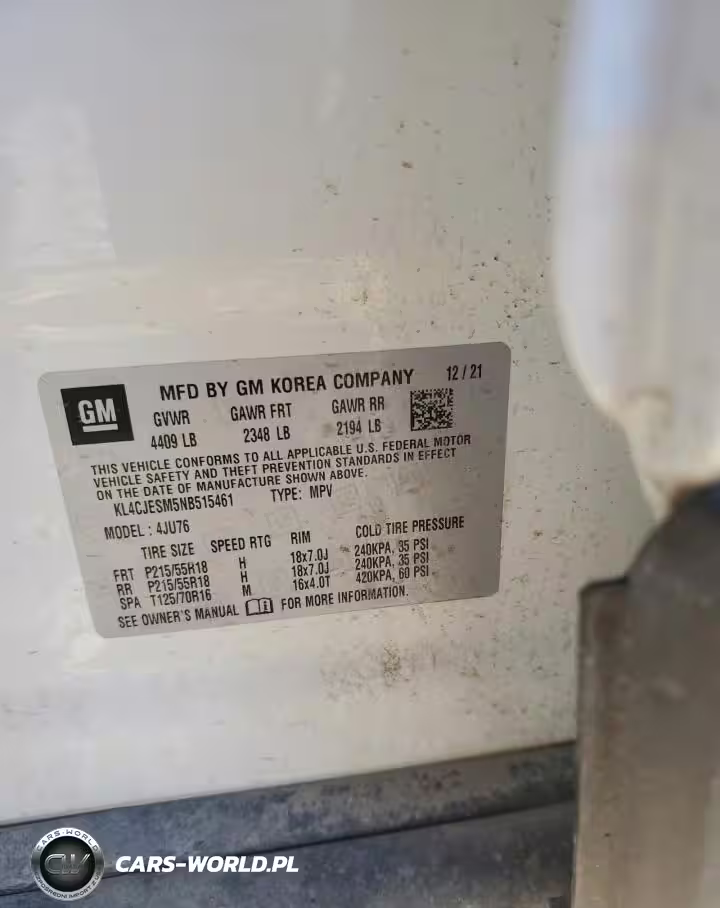 GM
MFD BY GM KOREA COMPANY 12/21
GVWR GAWR FRT GAWR RR
4409 LB 2348 LB 2194 LB
THIS VEHICLE CONFORMS TO ALL APPLICABLE U.S. FEDERAL MOTOR
VEHICLE SAFETY AND THEFT PREVENTION STANDARDS IN EFFECT
ON THE DATE OF MANUFACTURE SHOWN ABOVE.
KL4CJESM5NB515461 TYPE: MPV
MODEL : 4JU76
TIRE SIZE SPEED RTG RIM COLD TIRE PRESSURE
FRT P215/55R18 H 18x7.0J 240KPA, 35 PSI
RR P215/55R18 H 18x7.0J 240KPA, 35 PSI
SPA T125/70R16 M 16x4.0T 420KPA, 60 PSI
SEE OWNER'S MANUAL FOR MORE INFORMATION.
CARS-WORLD
CW
CARS-WORLD.PL